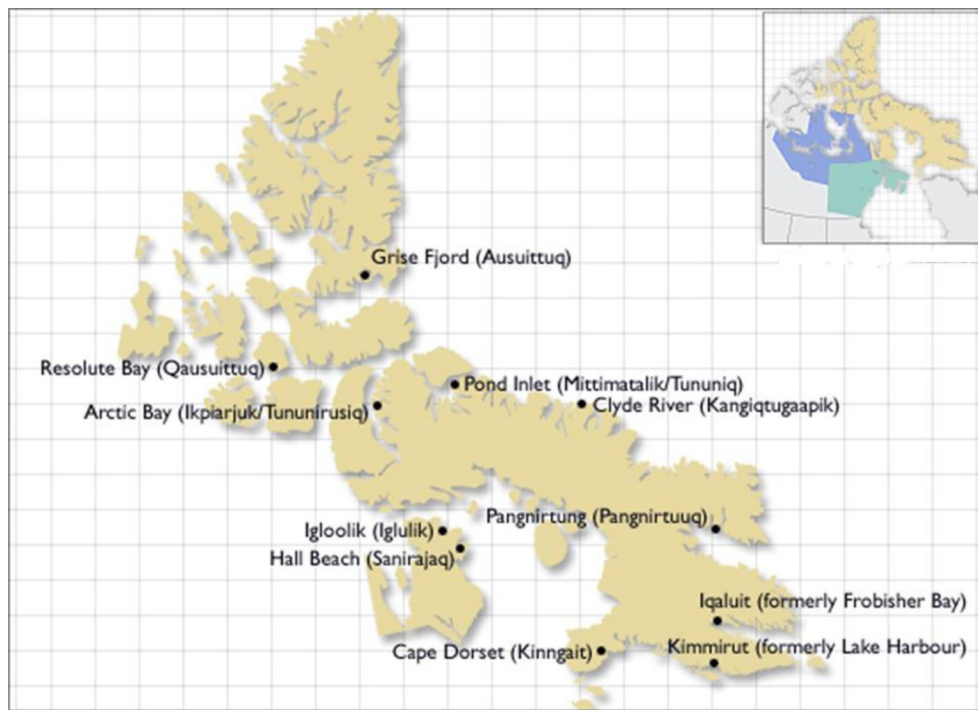 Grise Fjord (Ausuittuq)
Resolute Bay (Qausuittuq)
Pond Inlet (Mittimatalik/Tununiq)
Arctic Bay (Ikpiarjuk/Tununirusiq)
Clyde River (Kangiqtugaapik)
Pangnirtung (Pangnirtuuq)
Igloolik (Iglulik)
Hall Beach (Sanirajaq)
Iqaluit (formerly Frobisher Bay)
Cape Dorset (Kinngait)
Kimmirut (formerly Lake Harbour)